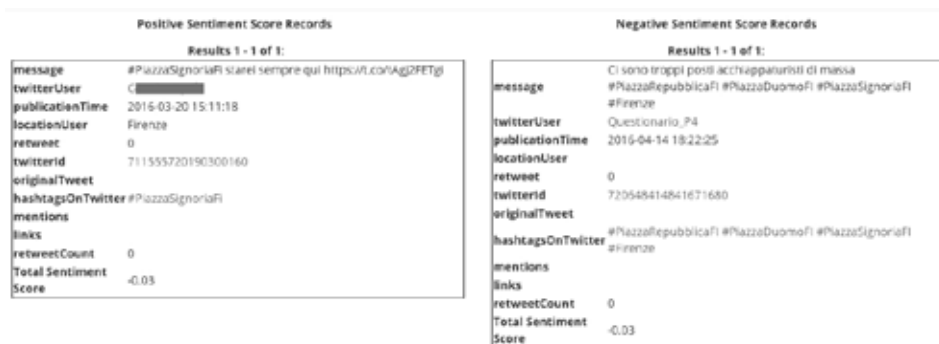 Positive Sentiment Score Records
Results 1 - 1 of 1:
message #PiazzaSignoriaFi starei sempre qui
twitterUser
publicationTime 2016-03-20 15:11:18
locationUser Firenze
retweet 0
twitterId 711555720190300160
originalTweet
hashtagsOnTwitter #PiazzaSignoriaFi
mentions
links
retweetCount 0
Total Sentiment
Score -0.03
Negative Sentiment Score Records
Results 1 - 1 of 1:
Ci sono troppi posti acchiappaturisti di massa
message #PiazzaRepubblicaFI #PiazzaDuomoFI #PiazzaSignoriaFI
#Firenze
twitterUser Questionario_P4
publicationTime 2016-04-14 18:22:25
locationUser
retweet 0
twitterId 720548414841671680
originalTweet
hashtagsOnTwitter #PiazzaRepubblicaFI #PiazzaDuomoFI #PiazzaSignoriaFI
#Firenze
mentions
links
retweetCount 0
Total Sentiment
Score -0.03